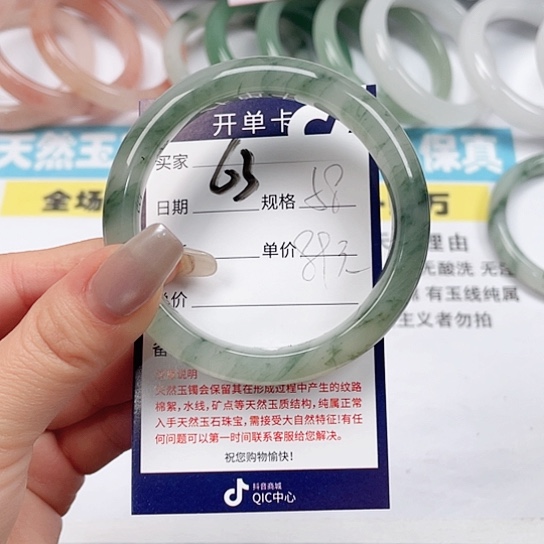 天然玉
保真
全场
万
开单卡
买家
63
日期 规格 58
单价
价
理由
无酸洗 无
有玉线纯属
主义者勿拍
说明
天然玉镯会保留其在形成过程中产生的纹路
棉絮，水线，矿点等天然玉质结构，纯属正常
入手天然玉石珠宝，需接受大自然特征！有任
何问题可以第一时间联系客服给您解决。
祝您购物愉快！
抖音商城
QIC中心